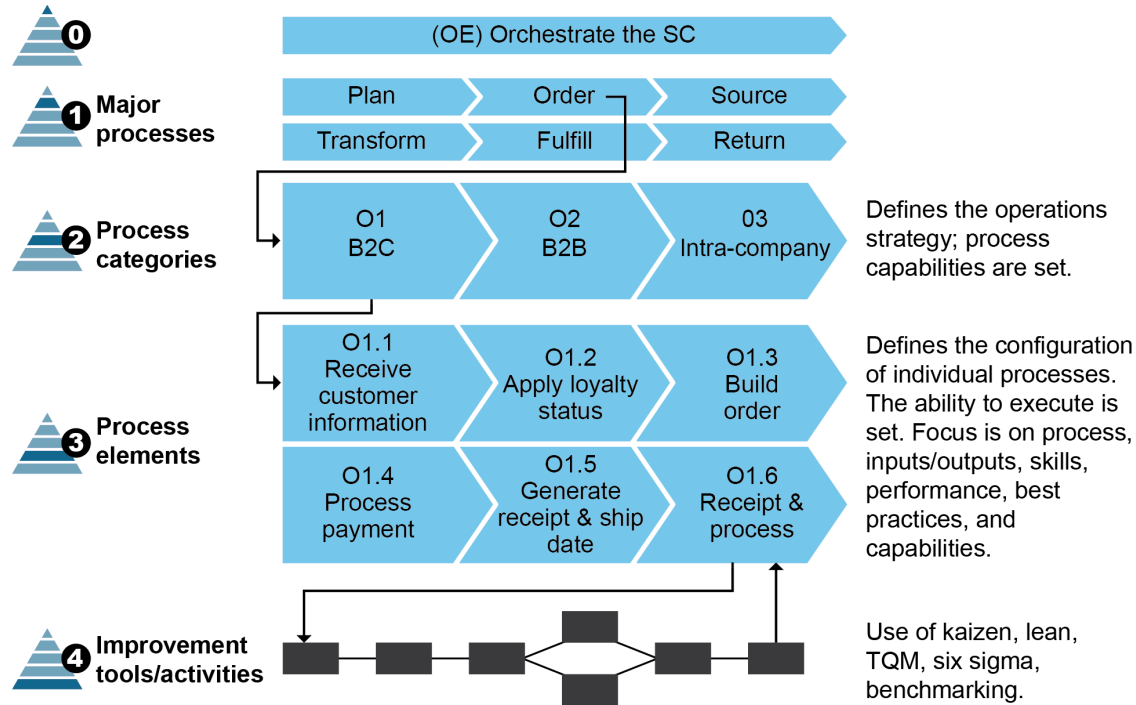 0
(OE) Orchestrate the SC
1
Major
processes
Plan
Order
Source
Transform
Fulfill
Return
2
Process
categories
O1
B2C
O2
B2B
03
Intra-company
Defines the operations
strategy; process
capabilities are set.
3
Process
elements
O1.1
Receive
customer
information
O1.2
Apply loyalty
status
O1.3
Build
order
O1.4
Process
payment
O1.5
Generate
receipt & ship
date
O1.6
Receipt &
process
Defines the configuration
of individual processes.
The ability to execute is
set. Focus is on process,
inputs/outputs, skills,
performance, best
practices, and
capabilities.
4
Improvement
tools/activities
Use of kaizen, lean,
TQM, six sigma,
benchmarking.